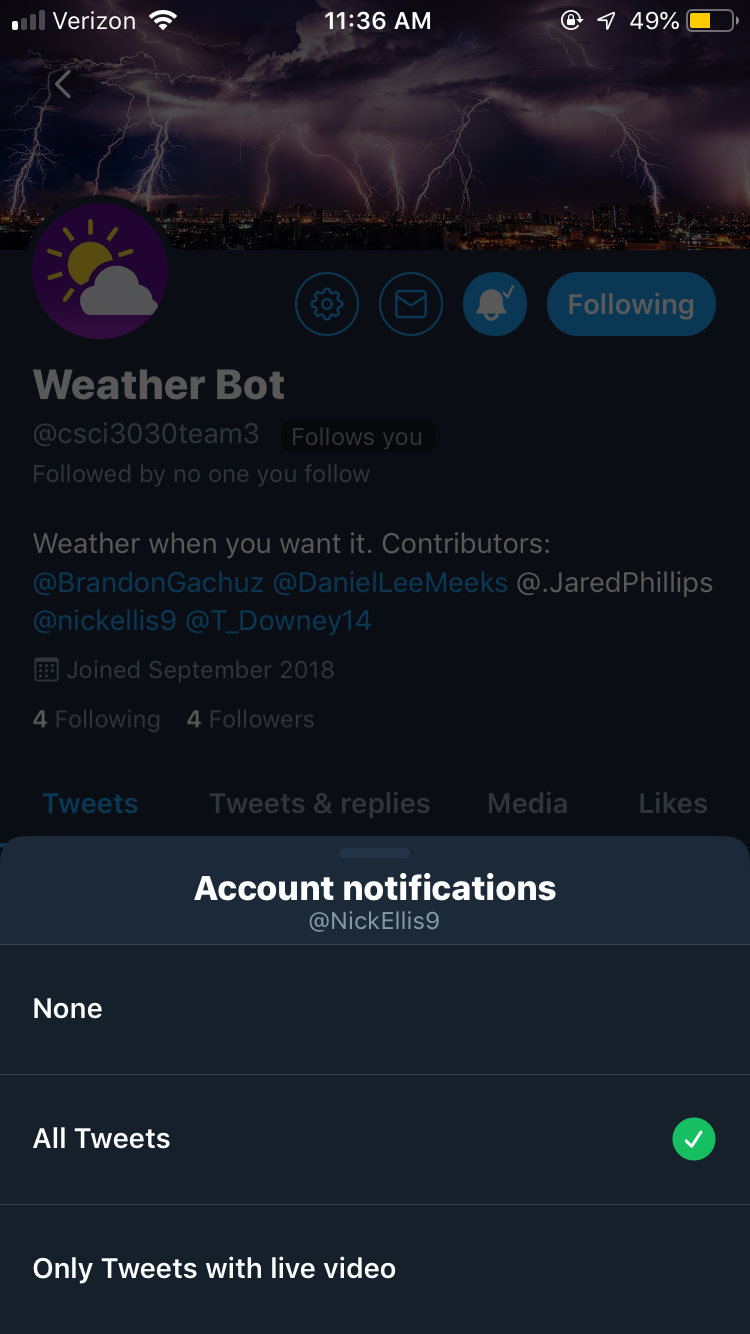 Verizon 11:36 AM 49%
Following
Weather Bot
@csci3030team3 Follows you
Followed by no one you follow
Weather when you want it. Contributors:
@BrandonGachuz @DanielLeeMeeks @.JaredPhillips
@nickellis9 @T_Downey14
Joined September 2018
4 Following 4 Followers
Tweets Tweets & replies Media Likes
Account notifications
@NickEllis9
None
All Tweets
Only Tweets with live video